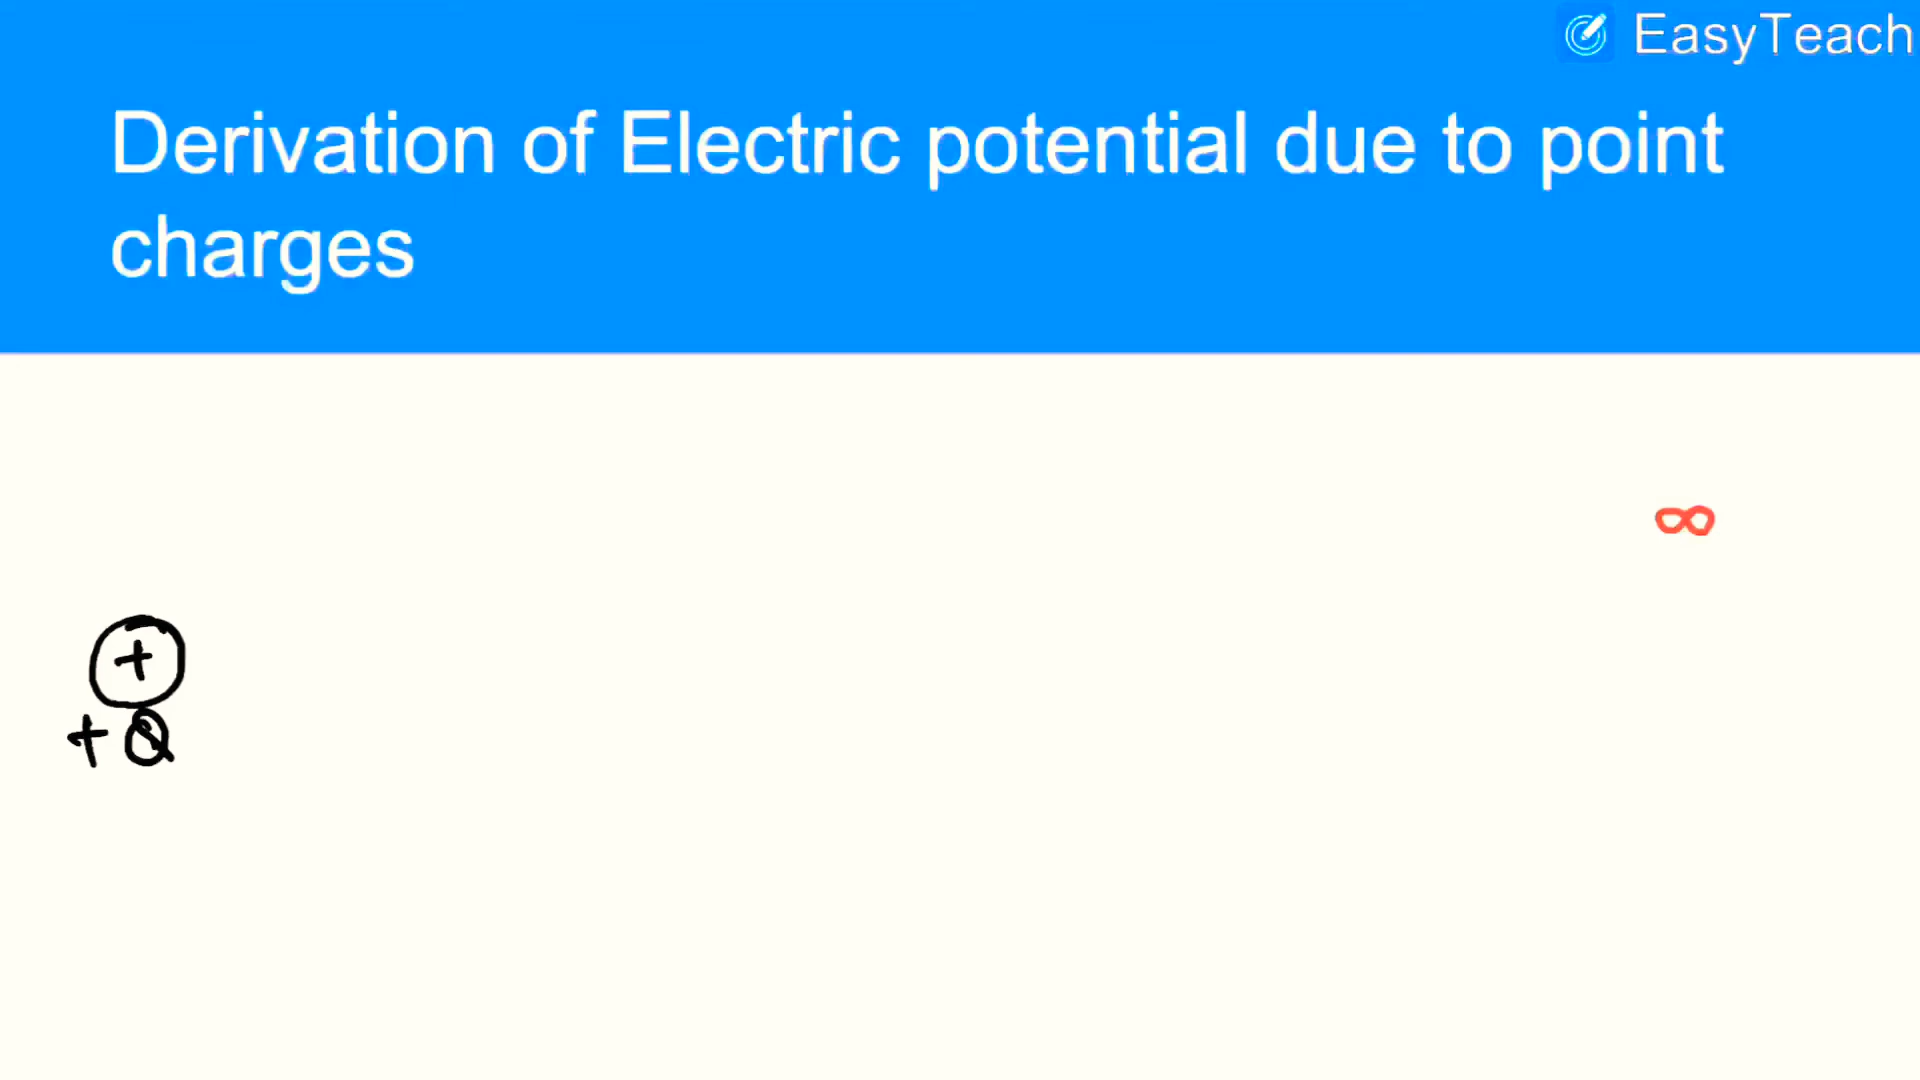 EasyTeach
Derivation of Electric potential due to point
charges
∞
+
+Q